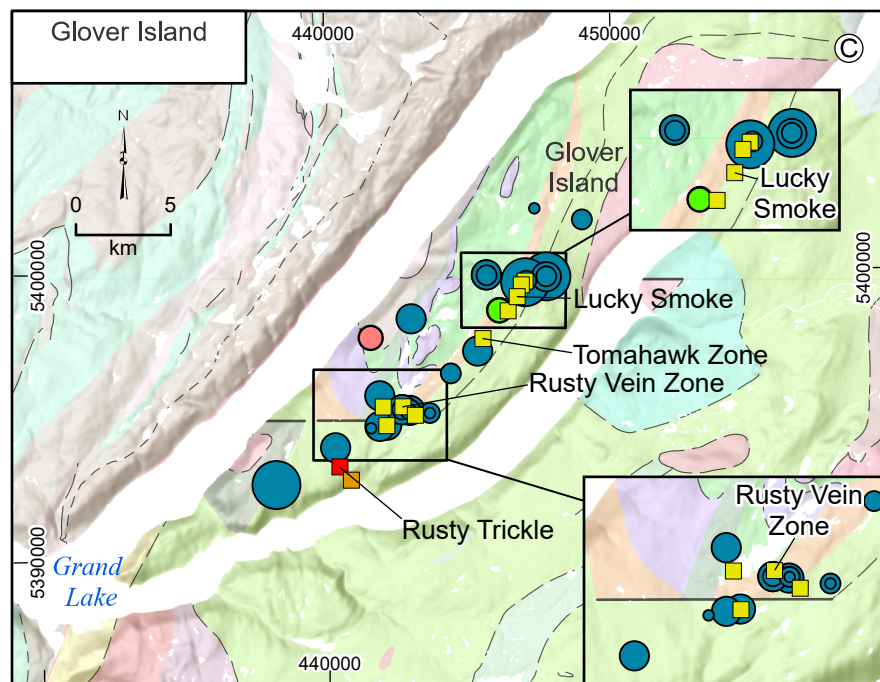 Glover Island
440000
450000
C
N
0
5
km
Glover
Island
Lucky
Smoke
5400000
5400000
Lucky Smoke
Tomahawk Zone
Rusty Vein Zone
Rusty Vein
Zone
Rusty Trickle
5390000
Grand
Lake
440000